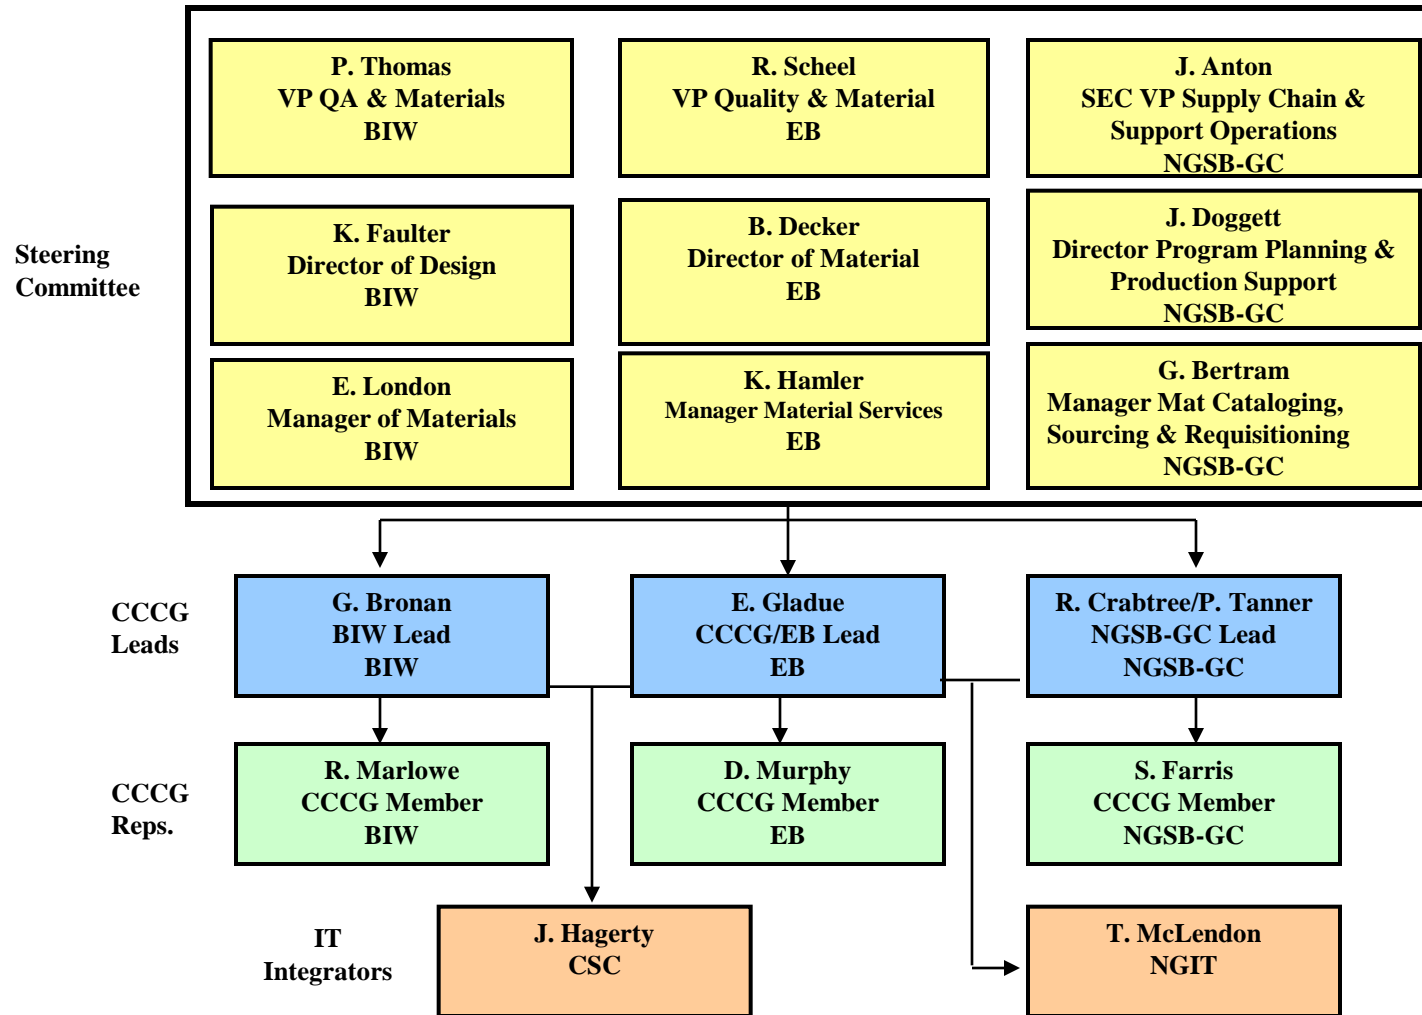 P. Thomas
VP QA & Materials
BIW
R. Scheel
VP Quality & Material
EB
J. Anton
SEC VP Supply Chain &
Support Operations
NGSB-GC
Steering
Committee
K. Faulter
Director of Design
BIW
B. Decker
Director of Material
EB
J. Doggett
Director Program Planning &
Production Support
NGSB-GC
E. London
Manager of Materials
BIW
K. Hamler
Manager Material Services
EB
G. Bertram
Manager Mat Cataloging,
Sourcing & Requisitioning
NGSB-GC
CCCG
Leads
G. Bronan
BIW Lead
BIW
E. Gladue
CCCG/EB Lead
EB
R. Crabtree/P. Tanner
NGSB-GC Lead
NGSB-GC
CCCG
Reps.
R. Marlowe
CCCG Member
BIW
D. Murphy
CCCG Member
EB
S. Farris
CCCG Member
NGSB-GC
IT
Integrators
J. Hagerty
CSC
T. McLendon
NGIT